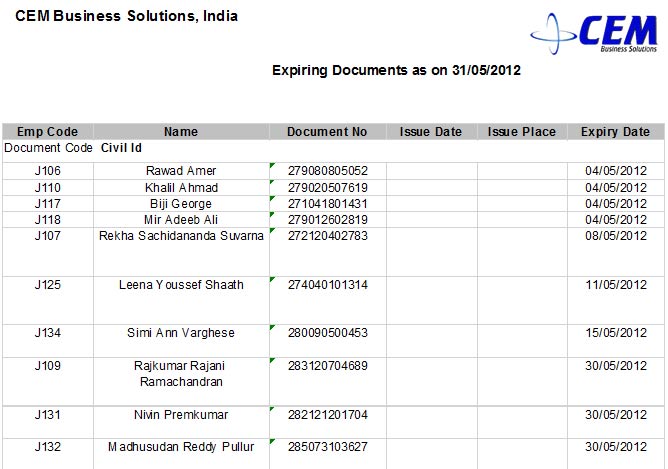 CEM Business Solutions, India
CEM
Business Solutions
Expiring Documents as on 31/05/2012
Emp Code Name Document No Issue Date Issue Place Expiry Date
Document Code Civil Id
J106 Rawad Amer 279080805052 04/05/2012
J110 Khalil Ahmad 279020507619 04/05/2012
J117 Biji George 271041801431 04/05/2012
J118 Mir Adeeb Ali 279012602819 04/05/2012
J107 Rekha Sachidananda Suvarna 272120402783 08/05/2012
J125 Leena Youssef Shaath 274040101314 11/05/2012
J134 Simi Ann Varghese 280090500453 15/05/2012
J109 Rajkumar Rajani 283120704689 30/05/2012
Ramachandran
J131 Nivin Premkumar 282121201704 30/05/2012
J132 Madhusudan Reddy Pullur 285073103627 30/05/2012